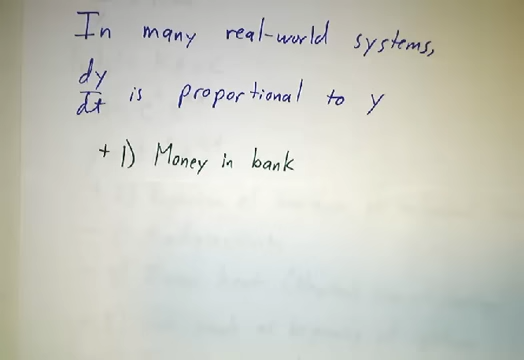 In many real-world systems,
dy/dt is proportional to y
+ 1) Money in bank